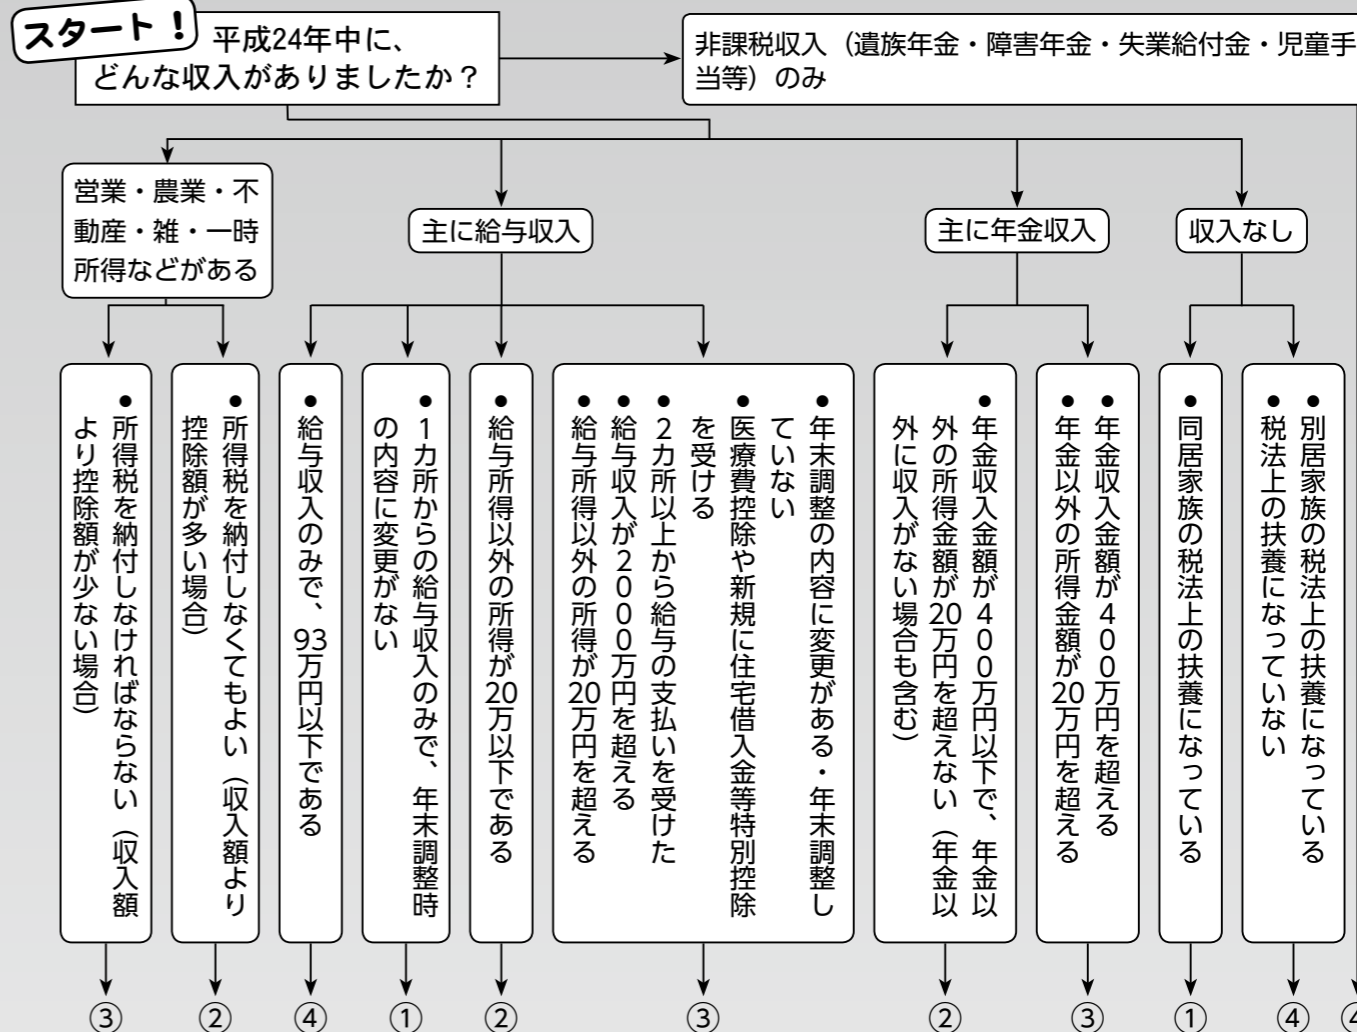 スタート！
平成24年中に、
どんな収入がありましたか？
非課税収入（遺族年金・障害年金・失業給付金・児童手
当等）のみ
営業・農業・不
動産・雑・一時
所得などがある
主に給与収入
主に年金収入
収入なし
●所得税を納付しなければならない（収入額
より控除額が少ない場合）
●所得税を納付しなくてもよい（収入額より
控除額が多い場合）
●給与収入のみで、93万円以下である
●1カ所からの給与収入のみで、年末調整時
の内容に変更がない
●給与所得以外の所得が20万以下である
●年末調整の内容に変更がある・年末調整し
ていない
●医療費控除や新規に住宅借入金等特別控除
を受ける
●2カ所以上から給与の支払いを受けた
●給与収入が2000万円を超える
●給与所得以外の所得が20万円を超える
●年金収入金額が400万円以下で、年金以
外の所得金額が20万円を超えない（年金以
外に収入がない場合も含む）
●年金収入金額が400万円を超える
●年金以外の所得金額が20万円を超える
●同居家族の税法上の扶養になっている
●別居家族の税法上の扶養になっている
●税法上の扶養になっていない
③
②
④
①
②
③
②
③
①
④
④